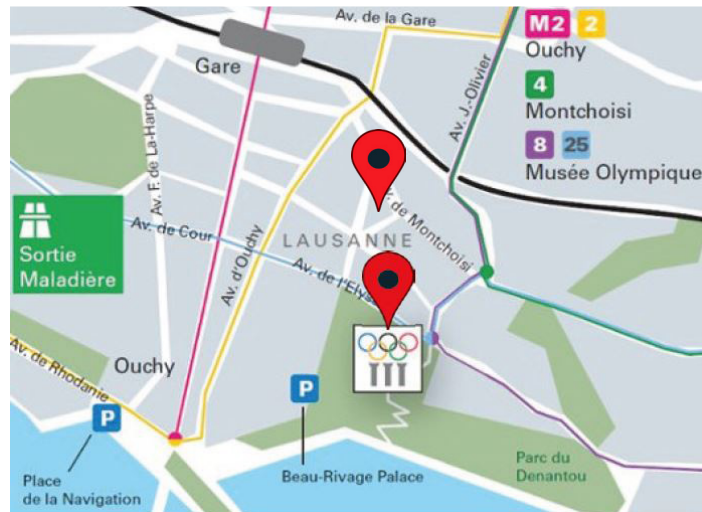 Av. de la Gare
M2 2
Ouchy
Gare
4
Montchoisi
Av. J.-Olivier
8 25
Musée Olympique
Av. F. de La-Harpe
Sortie
Maladière
Av. de Cour
Av. d'Ouchy
LAUSANNE
de Montchoisi
Av. de l'Elys
Av. de Rhodanie
Ouchy
P
P
Place
de la Navigation
Beau-Rivage Palace
Parc du
Denantou